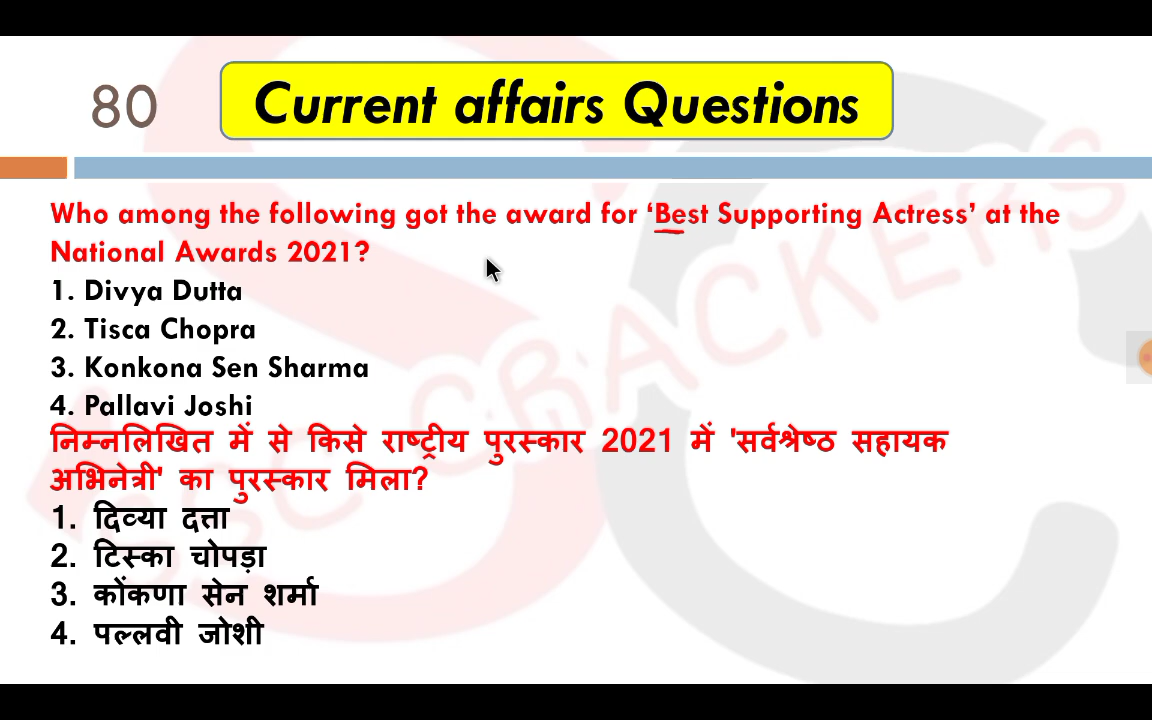 80
Current affairs Questions
Who among the following got the award for ‘Best Supporting Actress’ at the
National Awards 2021?
1. Divya Dutta
2. Tisca Chopra
3. Konkona Sen Sharma
4. Pallavi Joshi
निम्नलिखित में से किसे राष्ट्रीय पुरस्कार 2021 में 'सर्वश्रेष्ठ सहायक
अभिनेत्री' का पुरस्कार मिला?
1. दिव्या दत्ता
2. टिस्का चोपड़ा
3. कोंकणा सेन शर्मा
4. पल्लवी जोशी
SSC CRACKERS